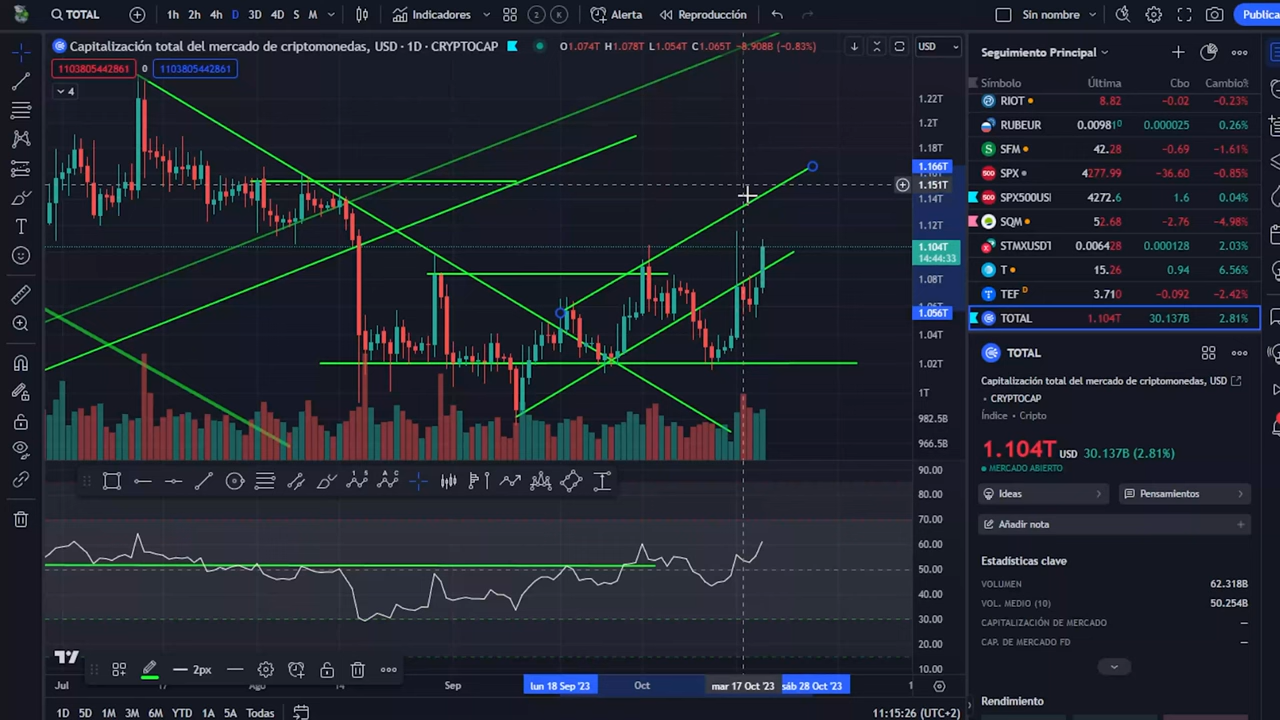 TOTAL
1h 2h 4h D 3D 4D S M
Indicadores
2 K
Alerta
Reproducción
Sin nombre
Publica
Capitalización total del mercado de criptomonedas, USD · 1D · CRYPTOCAP
O1.074T H1.078T L1.054T C1.065T −8.908B (−0.83%)
USD
1103805442861 0 1103805442861
4
1.22T
1.2T
1.18T
1.166T
1.151T
1.14T
1.12T
1.104T
14:44:33
1.08T
1.056T
1.04T
1.02T
1T
982.5B
966.5B
90.00
80.00
70.00
60.00
50.00
40.00
30.00
20.00
10.00
2px
Jul 17 Ago 14 Sep lun 18 Sep '23 Oct mar 17 Oct '23 sáb 28 Oct '23
1D 5D 1M 3M 6M YTD 1A 5A Todas
11:15:26 (UTC+2)
Seguimiento Principal
Símbolo Última Cbo Cambio%
RIOT 8.82 −0.02 −0.23%
RUBEUR 0.009810 0.000025 0.26%
SFM 42.28 −0.69 −1.61%
SPX 4277.99 −36.60 −0.85%
SPX500USI 4272.6 1.6 0.04%
SQM 52.68 −2.76 −4.98%
STMXUSDT 0.006428 0.000128 2.03%
T 15.26 0.94 6.56%
TEF D 3.710 −0.092 −2.42%
TOTAL 1.104T 30.137B 2.81%
TOTAL
Capitalización total del mercado de criptomonedas, USD
• CRYPTOCAP
Índice • Cripto
1.104T USD 30.137B (2.81%)
MERCADO ABIERTO
Ideas
Pensamientos
Añadir nota
Estadísticas clave
VOLUMEN 62.318B
VOL. MEDIO (10) 50.254B
CAPITALIZACIÓN DE MERCADO –
CAP. DE MERCADO FD –
Rendimiento